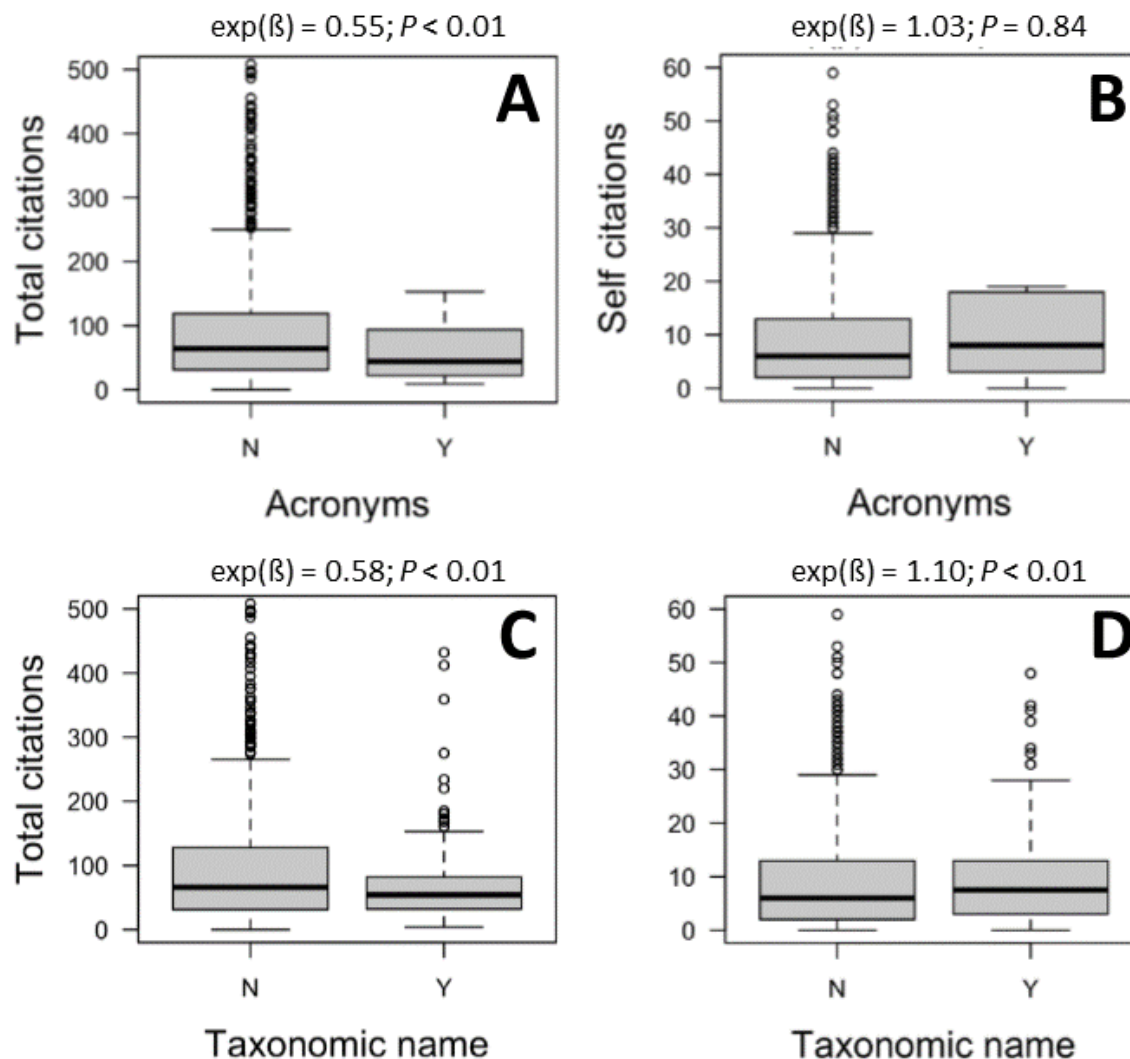 exp(ß) = 0.55; P < 0.01
exp(ß) = 1.03; P = 0.84
A
Total citations
500
400
300
200
100
0
N
Y
Acronyms
B
Self citations
60
50
40
30
20
10
0
N
Y
Acronyms
exp(ß) = 0.58; P < 0.01
exp(ß) = 1.10; P < 0.01
C
Total citations
500
400
300
200
100
0
N
Y
Taxonomic name
D
60
50
40
30
20
10
0
N
Y
Taxonomic name